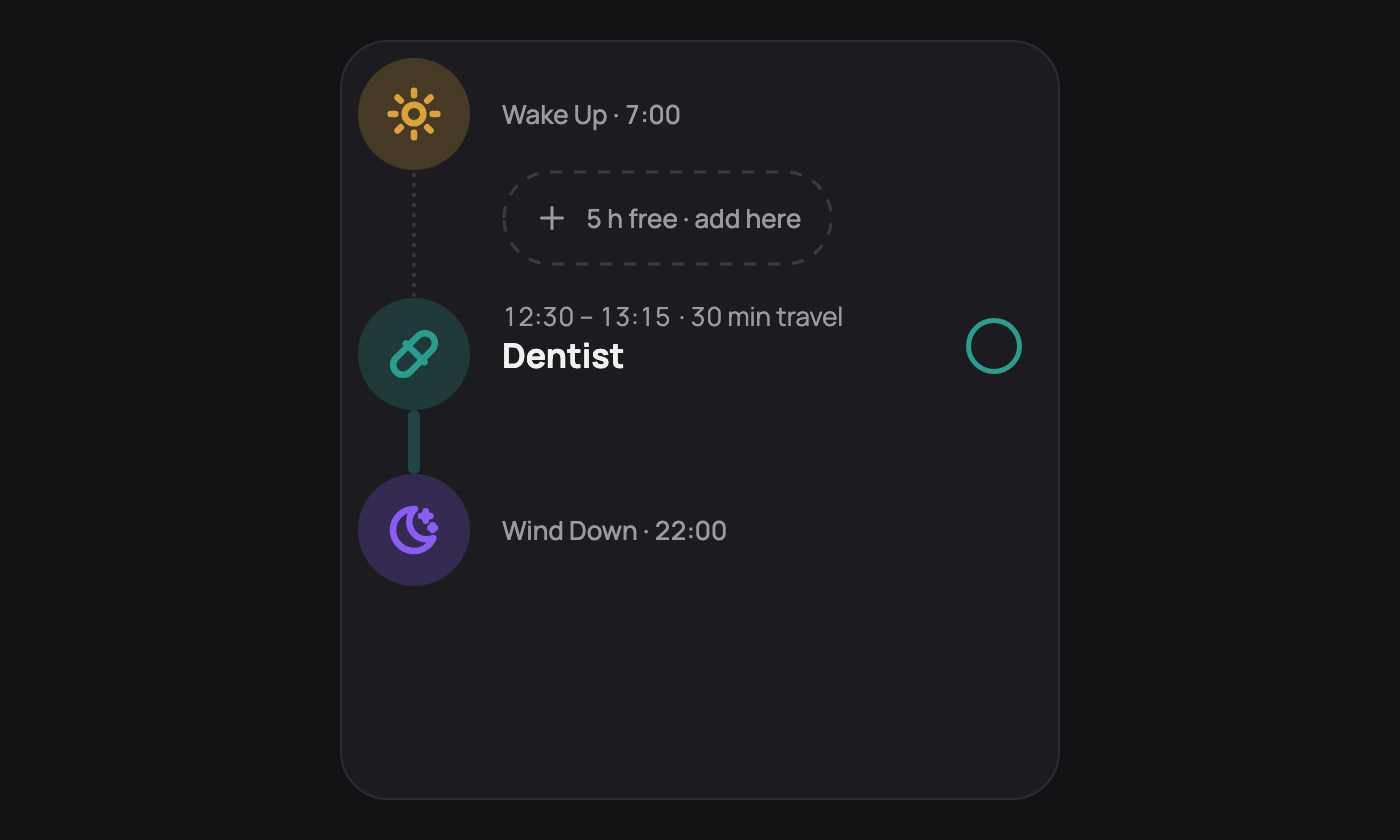 Wake Up · 7:00
+ 5 h free · add here
12:30 – 13:15 · 30 min travel
Dentist
Wind Down · 22:00